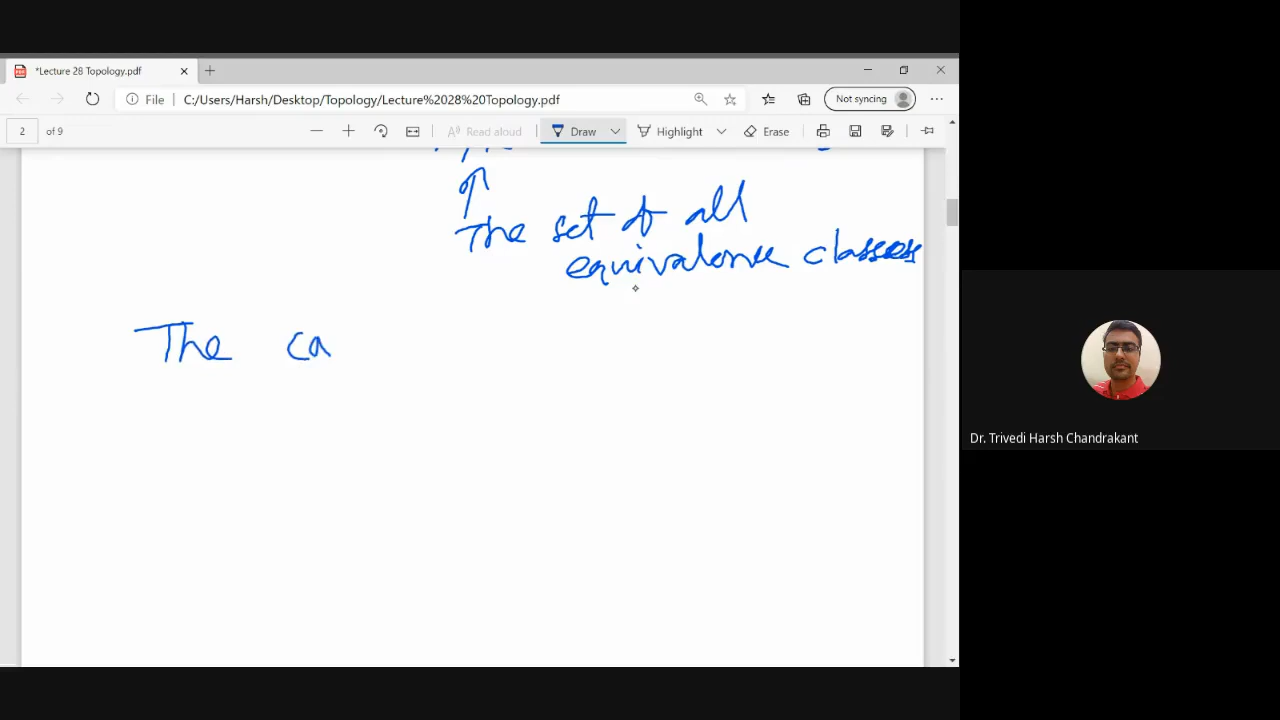 *Lecture 28 Topology.pdf
File C:/Users/Harsh/Desktop/Topology/Lecture%2028%20Topology.pdf Not syncing
2 of 9 Read aloud Draw Highlight Erase
The set of all
equivalence classes
The ca
Dr. Trivedi Harsh Chandrakant